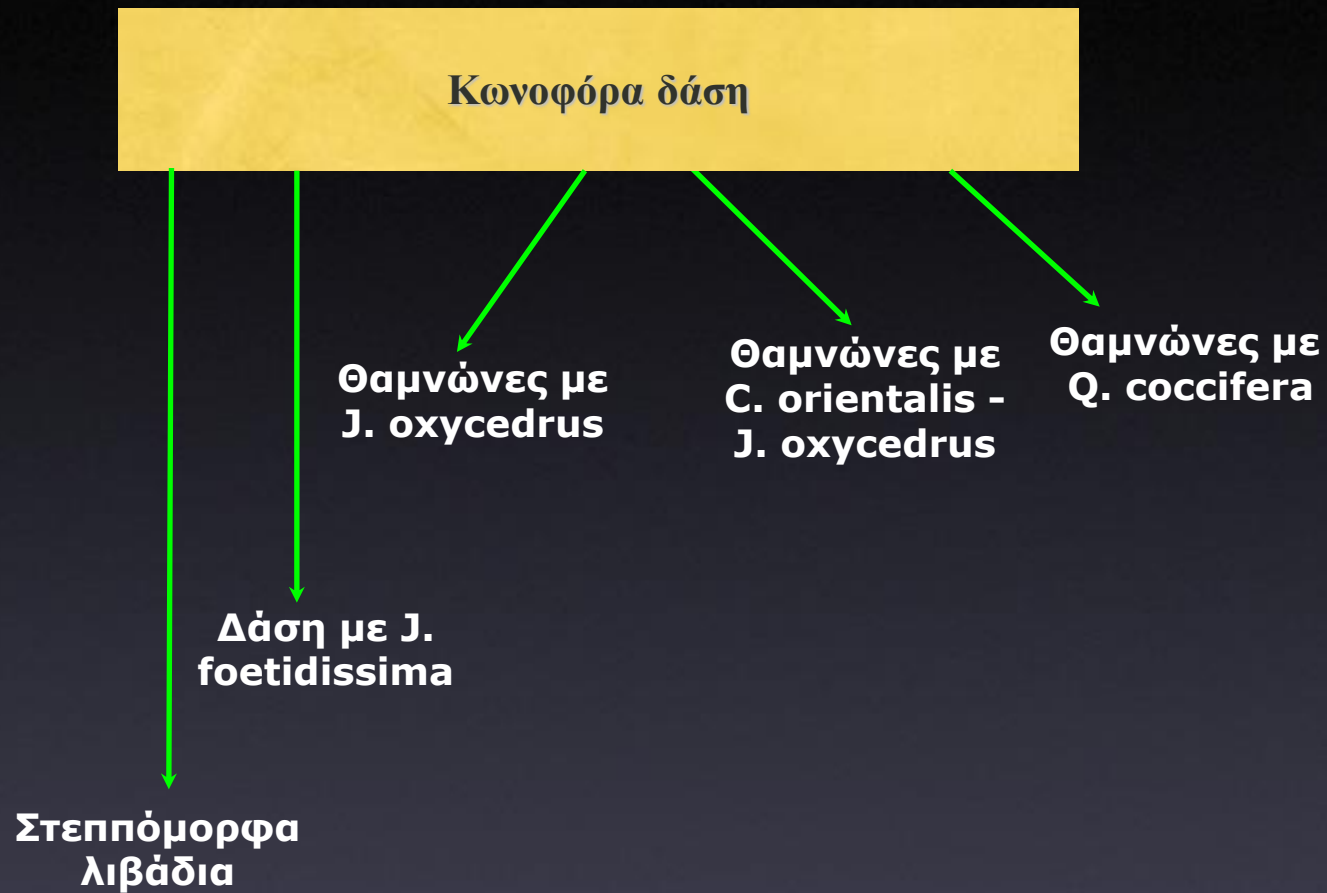 Κωνοφόρα δάση
Θαμνώνες με
J. oxycedrus
Θαμνώνες με
C. orientalis -
J. oxycedrus
Θαμνώνες με
Q. coccifera
Δάση με J.
foetidissima
Στεππόμορφα
λιβάδια